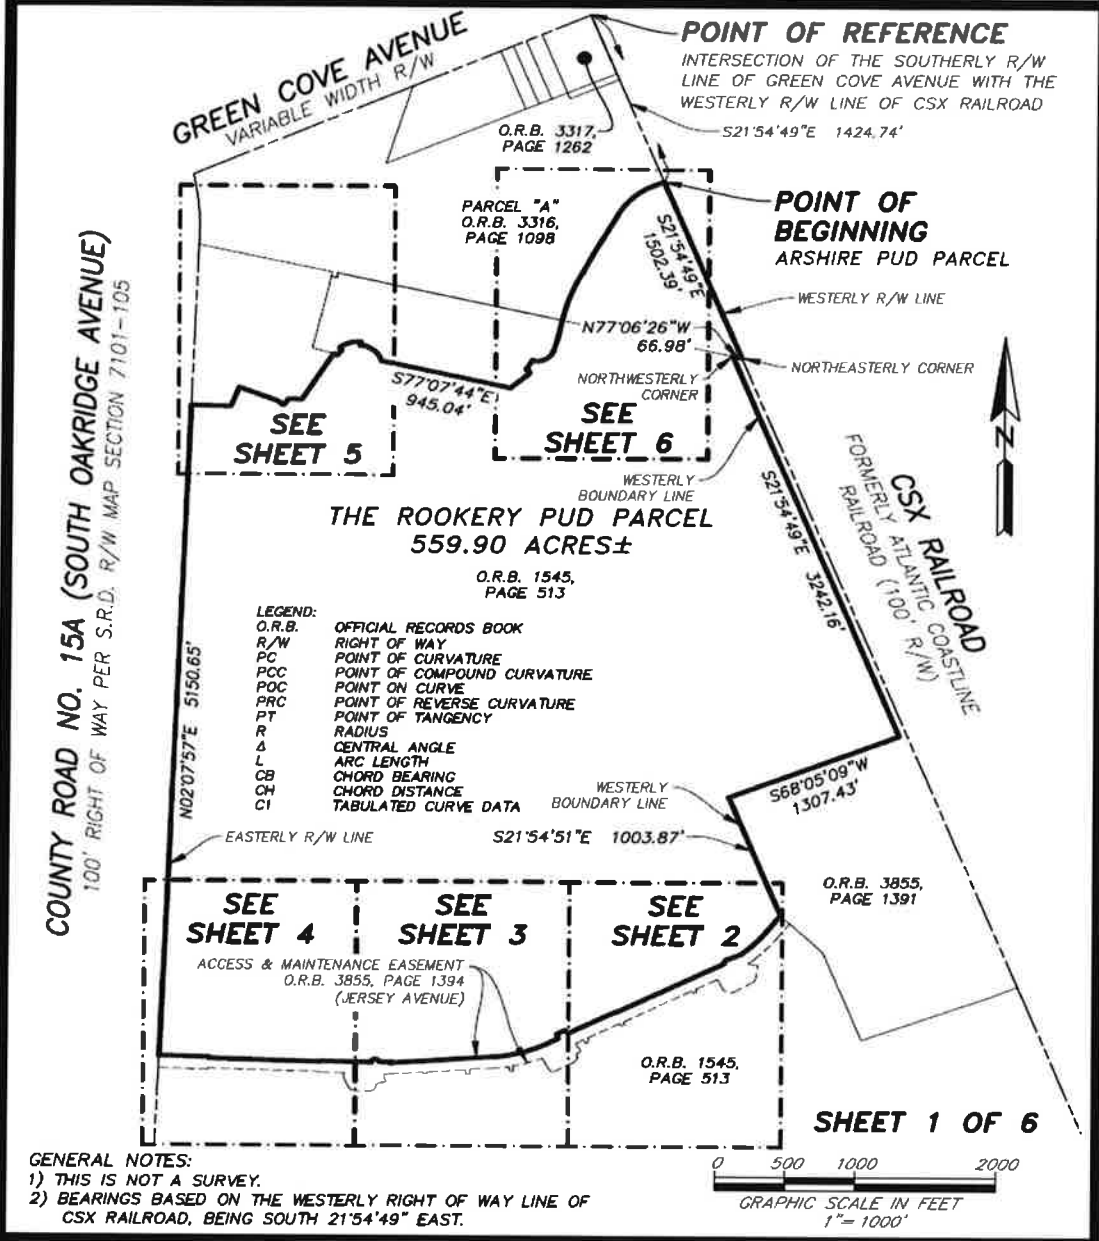 GREEN COVE AVENUE
VARIABLE WIDTH R/W
POINT OF REFERENCE
INTERSECTION OF THE SOUTHERLY R/W
LINE OF GREEN COVE AVENUE WITH THE
WESTERLY R/W LINE OF CSX RAILROAD
S21°54'49"E 1424.74'
O.R.B. 3317,
PAGE 1262
PARCEL "A"
O.R.B. 3316,
PAGE 1098
POINT OF
BEGINNING
ARSHIRE PUD PARCEL
S21°54'49"E
1502.39'
WESTERLY R/W LINE
N77°06'26"W
66.98'
NORTHEASTERLY CORNER
NORTHWESTERLY
CORNER
S77°07'44"E
945.04'
SEE
SHEET 5
SEE
SHEET 6
WESTERLY
BOUNDARY LINE
S21°54'49"E 3242.16'
CSX RAILROAD
FORMERLY ATLANTIC COASTLINE
RAILROAD (100' R/W)
N
COUNTY ROAD NO. 15A (SOUTH OAKRIDGE AVENUE)
100' RIGHT OF WAY PER S.R.D. R/W MAP SECTION 7101-105
THE ROOKERY PUD PARCEL
559.90 ACRES±
O.R.B. 1545,
PAGE 513
LEGEND:
O.R.B. OFFICIAL RECORDS BOOK
R/W RIGHT OF WAY
PC POINT OF CURVATURE
PCC POINT OF COMPOUND CURVATURE
POC POINT ON CURVE
PRC POINT OF REVERSE CURVATURE
PT POINT OF TANGENCY
R RADIUS
Δ CENTRAL ANGLE
L ARC LENGTH
CB CHORD BEARING
CH CHORD DISTANCE
C1 TABULATED CURVE DATA
N02°07'57"E 5150.65'
EASTERLY R/W LINE
WESTERLY
BOUNDARY LINE
S68°05'09"W
1307.43'
S21°54'51"E 1003.87'
O.R.B. 3855,
PAGE 1391
SEE
SHEET 4
SEE
SHEET 3
SEE
SHEET 2
ACCESS & MAINTENANCE EASEMENT
O.R.B. 3855, PAGE 1394
(JERSEY AVENUE)
O.R.B. 1545,
PAGE 513
SHEET 1 OF 6
GENERAL NOTES:
1) THIS IS NOT A SURVEY.
2) BEARINGS BASED ON THE WESTERLY RIGHT OF WAY LINE OF
CSX RAILROAD, BEING SOUTH 21°54'49" EAST.
0 500 1000 2000
GRAPHIC SCALE IN FEET
1"= 1000'